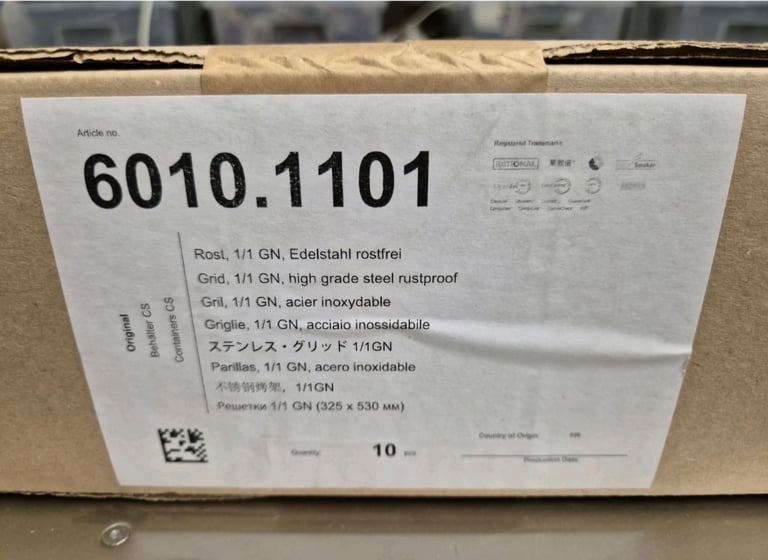 Article no.
6010.1101
Registered Trademarks
RATIONAL
Rost, 1/1 GN, Edelstahl rostfrei
Grid, 1/1 GN, high grade steel rustproof
Gril, 1/1 GN, acier inoxydable
Griglie, 1/1 GN, acciaio inossidabile
ステンレス・グリッド 1/1GN
Parillas, 1/1 GN, acero inoxidable
不锈钢烤架, 1/1GN
Решетки 1/1 GN (325 x 530 мм)
Original
Behälter CS
Containers CS
Quantity
10 pcs
Country of Origin: FR
Production Date